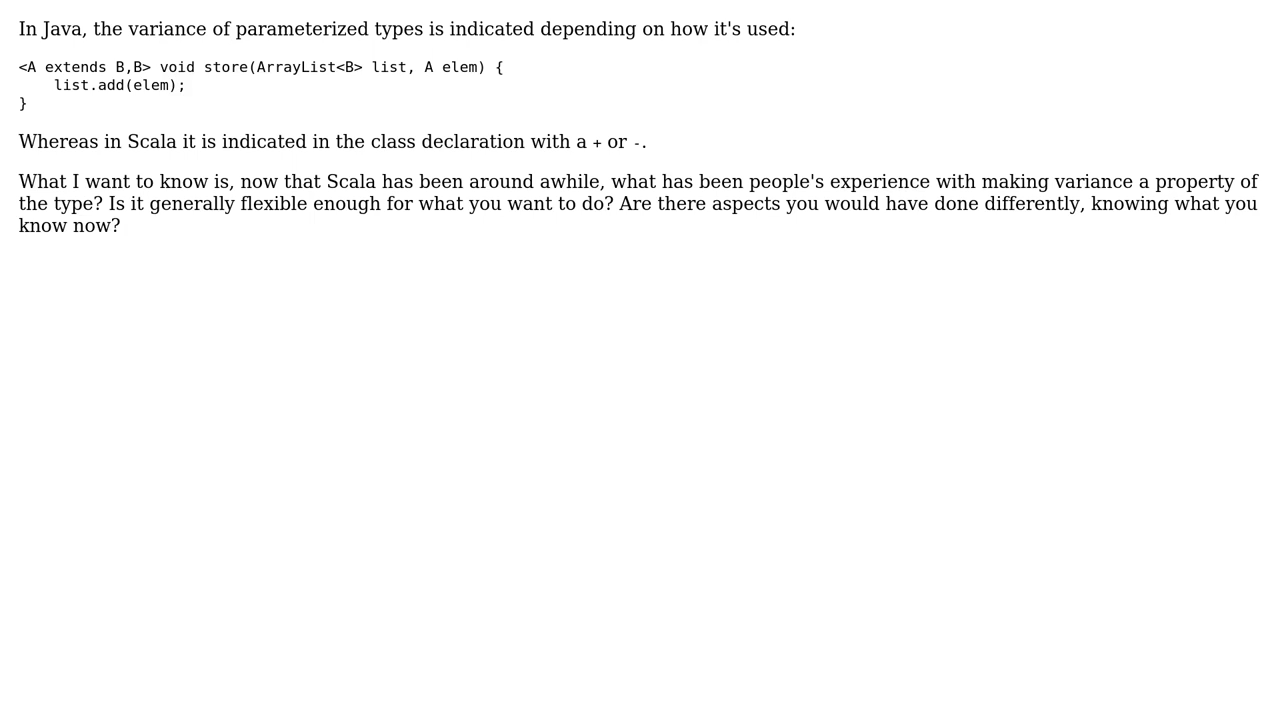 In Java, the variance of parameterized types is indicated depending on how it's used:
<A extends B,B> void store(ArrayList<B> list, A elem) {
    list.add(elem);
}
Whereas in Scala it is indicated in the class declaration with a + or -.
What I want to know is, now that Scala has been around awhile, what has been people's experience with making variance a property of
the type? Is it generally flexible enough for what you want to do? Are there aspects you would have done differently, knowing what you
know now?